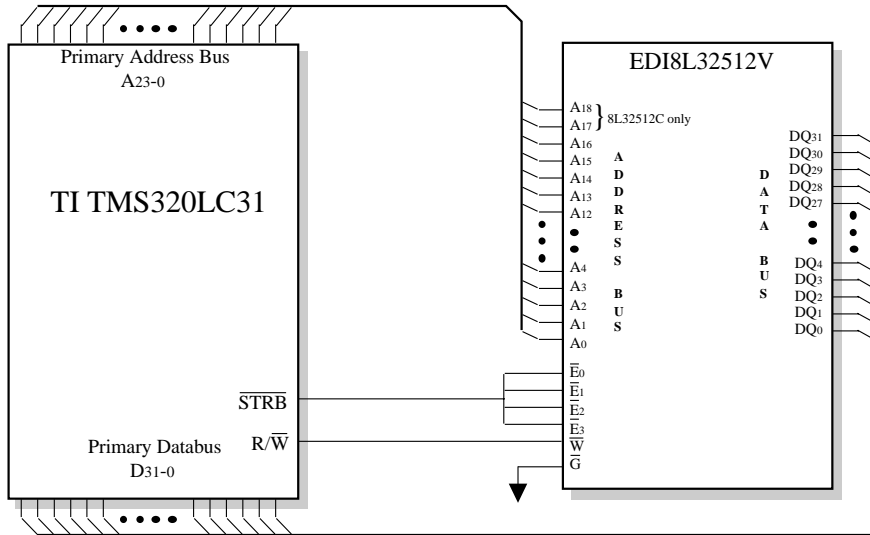 Primary Address Bus
A23-0
TI TMS320LC31
STRB
Primary Databus
D31-0
R/W
EDI8L32512V
A18
A17
} 8L32512C only
A16
A15
A14
A13
A12
A4
A3
A2
A1
A0
ADDRESS BUS
E0
E1
E2
E3
W
G
DATA BUS
DQ31
DQ30
DQ29
DQ28
DQ27
DQ4
DQ3
DQ2
DQ1
DQ0